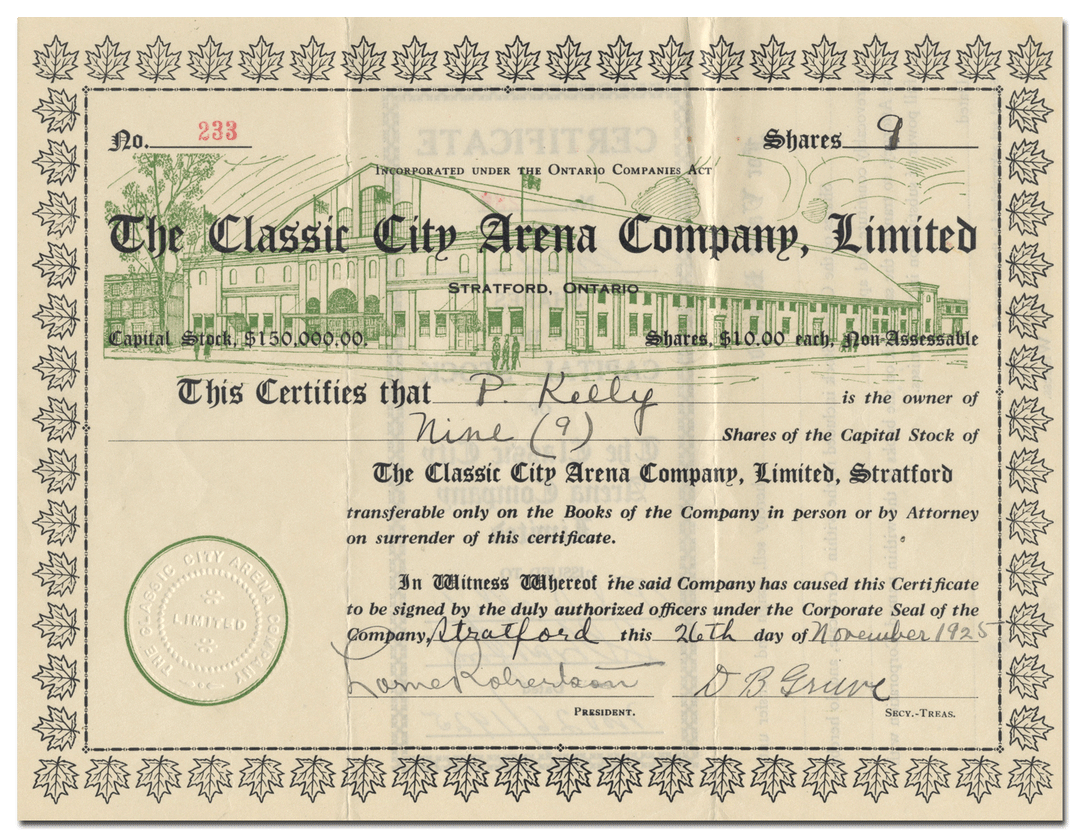 No. 233
Shares 9
Incorporated under the Ontario Companies Act
The Classic City Arena Company, Limited
STRATFORD, ONTARIO
Capital Stock, $150,000.00.
Shares, $10.00 each, Non-Assessable
This Certifies that P. Kelly is the owner of
Nine (9) Shares of the Capital Stock of
The Classic City Arena Company, Limited, Stratford
transferable only on the Books of the Company in person or by Attorney
on surrender of this certificate.
In Witness Whereof the said Company has caused this Certificate
to be signed by the duly authorized officers under the Corporate Seal of the
Company, Stratford this 26th day of November 1925
THE CLASSIC CITY ARENA COMPANY
LIMITED
Lorne Robertson
D B
PRESIDENT.
SECY.-TREAS.